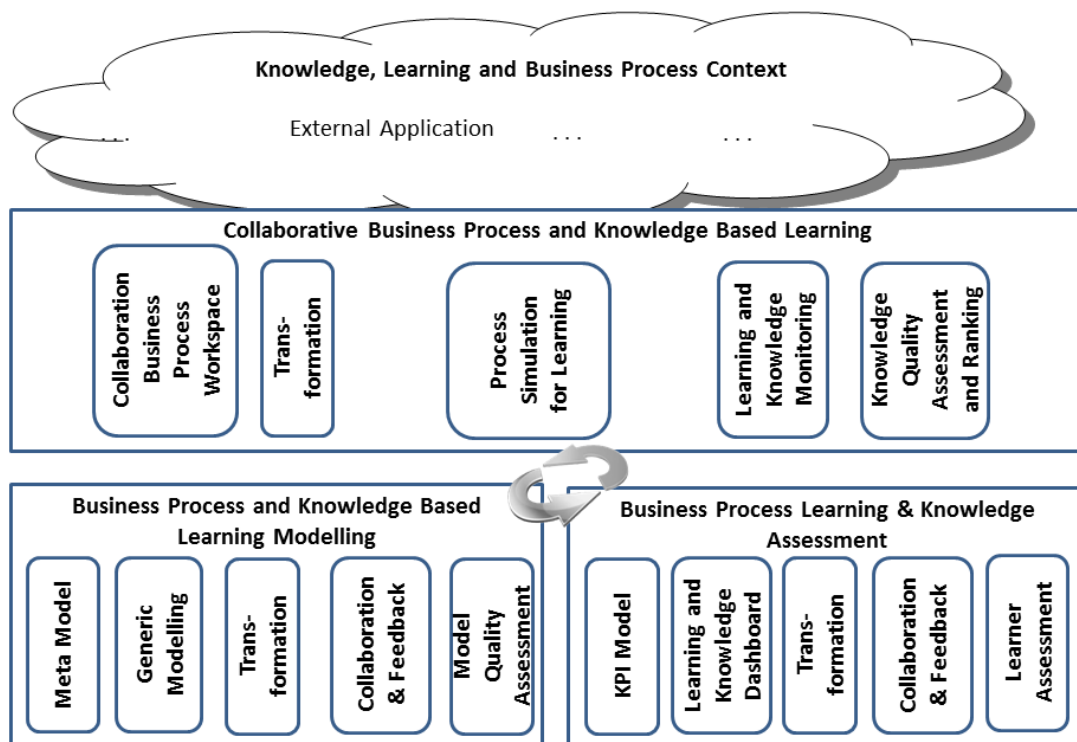 Knowledge, Learning and Business Process Context
... External Application ... ...
Collaborative Business Process and Knowledge Based Learning
Collaboration
Business
Process
Workspace
Trans-
formation
Process
Simulation
for Learning
Learning and
Knowledge
Monitoring
Knowledge
Quality
Assessment
and Ranking
Business Process and Knowledge Based
Learning Modelling
Meta Model
Generic
Modelling
Trans-
formation
Collaboration
& Feedback
Model
Quality
Assessment
Business Process Learning & Knowledge
Assessment
KPI Model
Learning and
Knowledge
Dashboard
Trans-
formation
Collaboration
& Feedback
Learner
Assessment